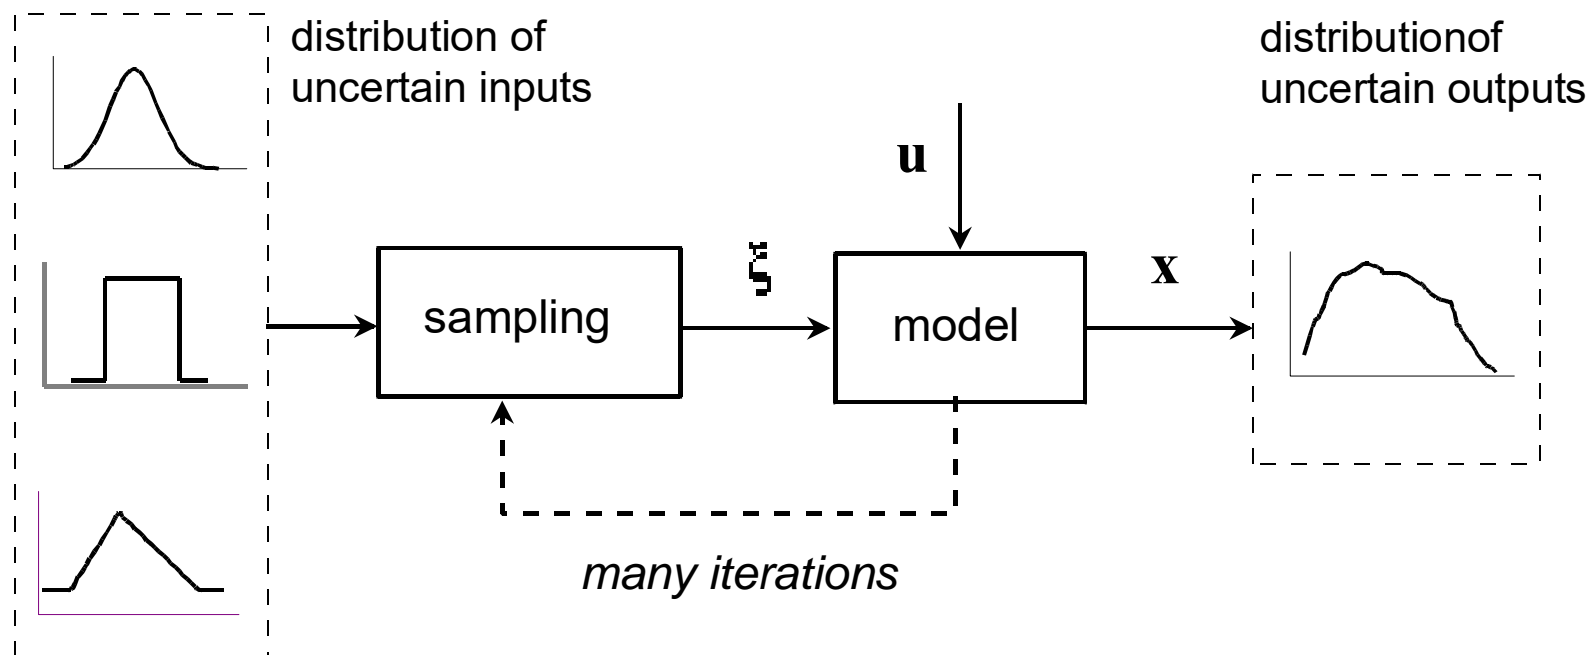 distribution of
uncertain inputs
distributionof
uncertain outputs
u
ξ
x
sampling
model
many iterations